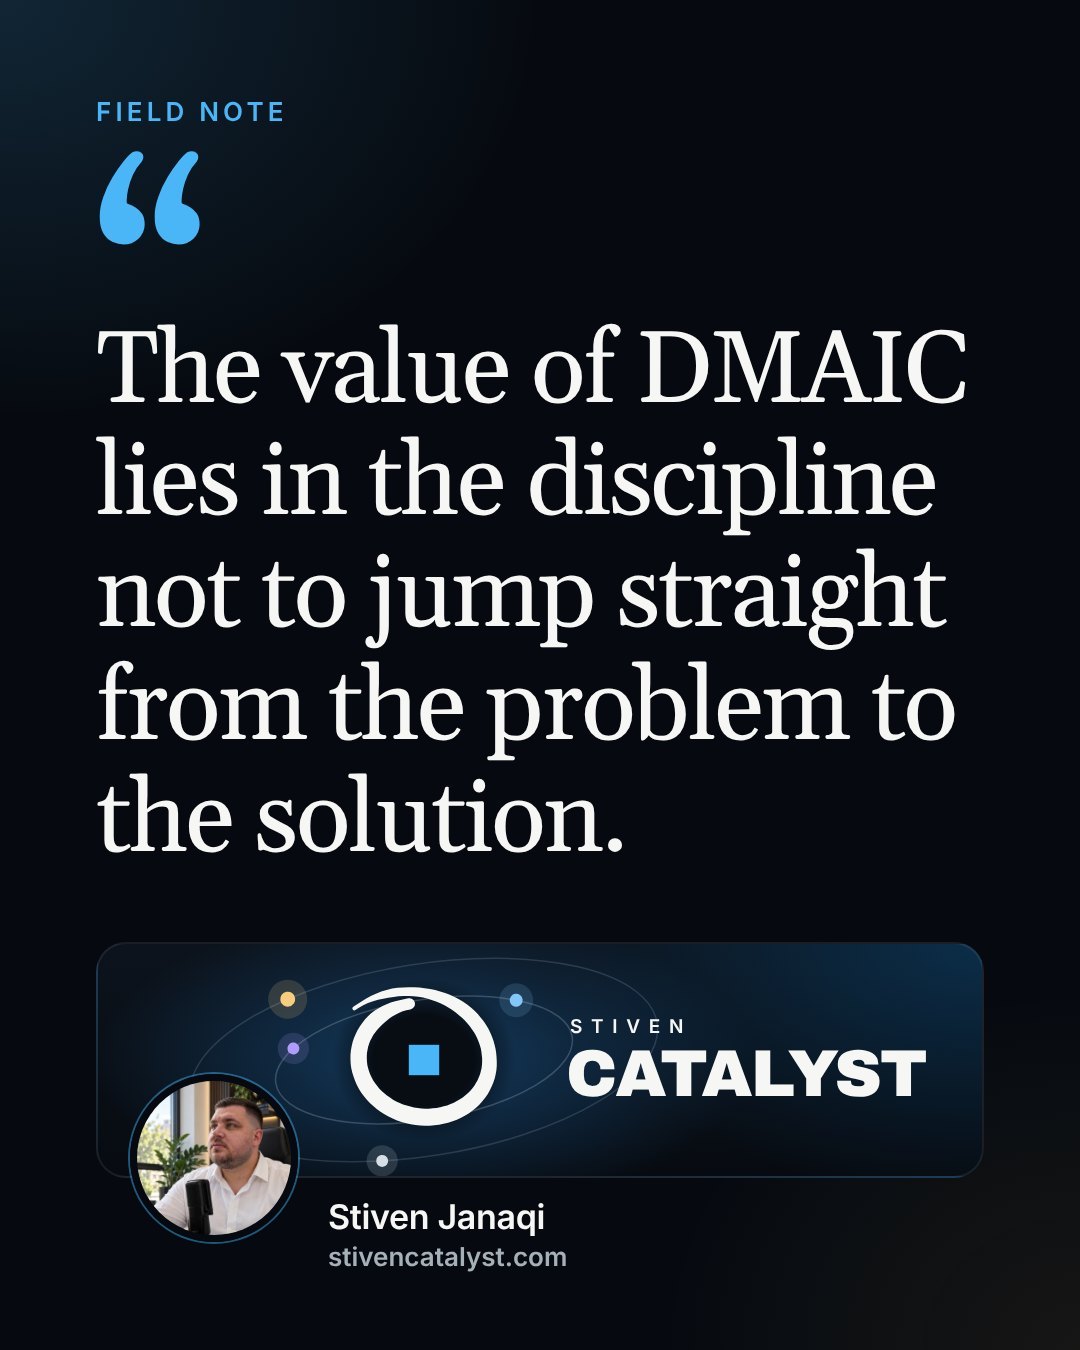 FIELD NOTE
“
The value of DMAIC
lies in the discipline
not to jump straight
from the problem to
the solution.
STIVEN
CATALYST
Stiven Janaqi
stivencatalyst.com